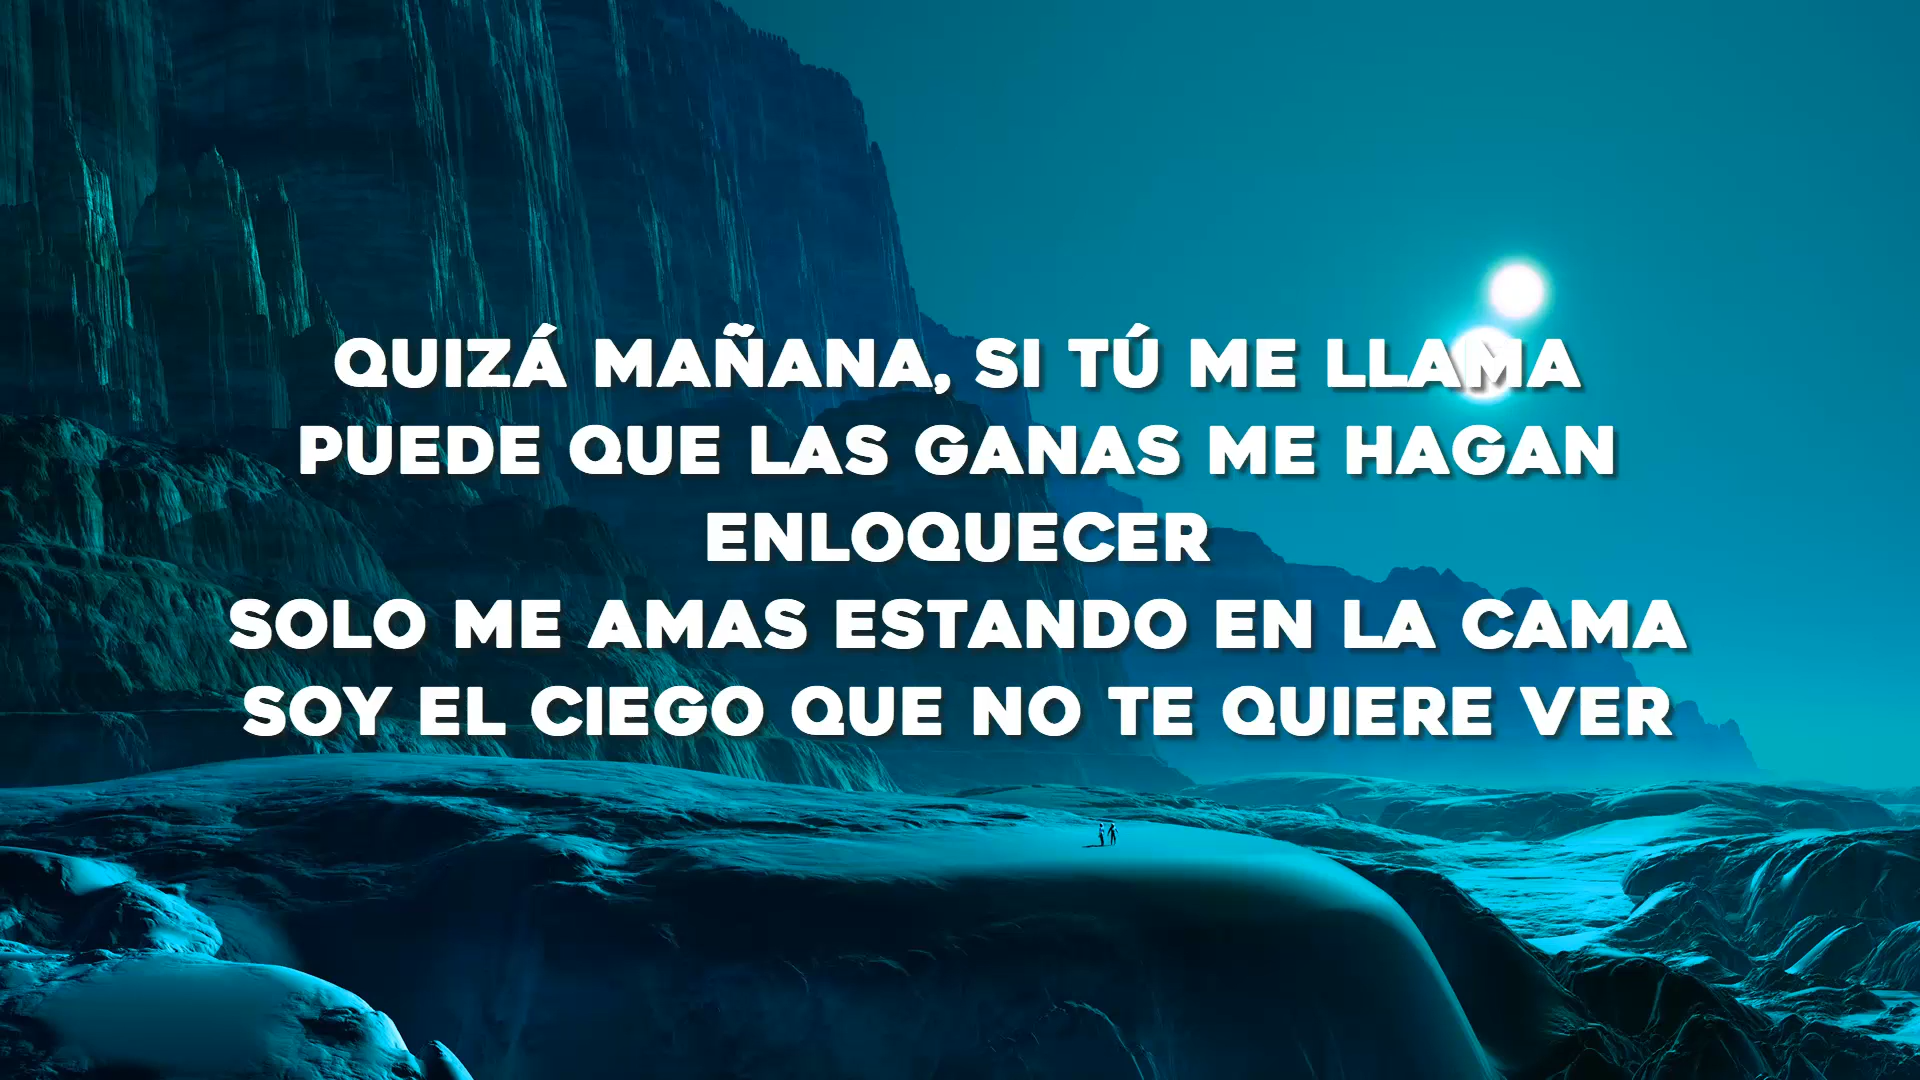 QUIZÁ MAÑANA, SI TÚ ME LLAMA
PUEDE QUE LAS GANAS ME HAGAN
ENLOQUECER
SOLO ME AMAS ESTANDO EN LA CAMA
SOY EL CIEGO QUE NO TE QUIERE VER